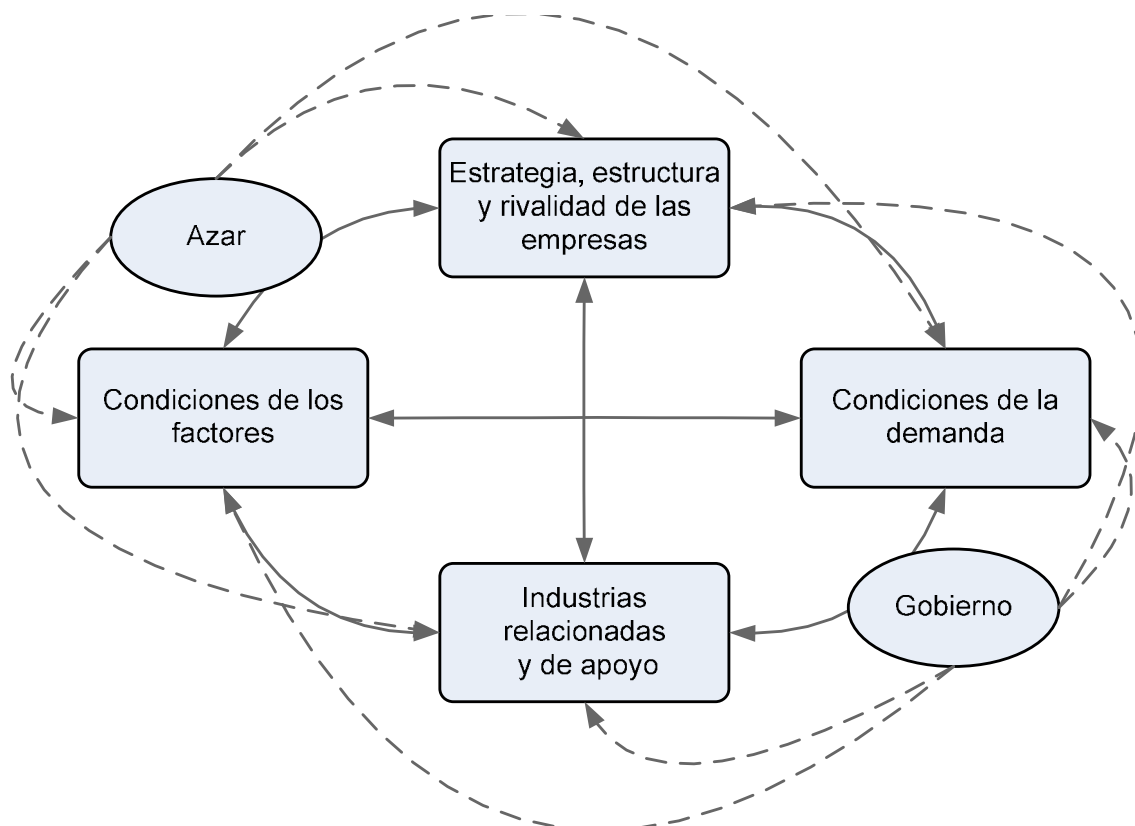 Estrategia, estructura
y rivalidad de las
empresas
Azar
Condiciones de los
factores
Condiciones de la
demanda
Industrias
relacionadas
y de apoyo
Gobierno